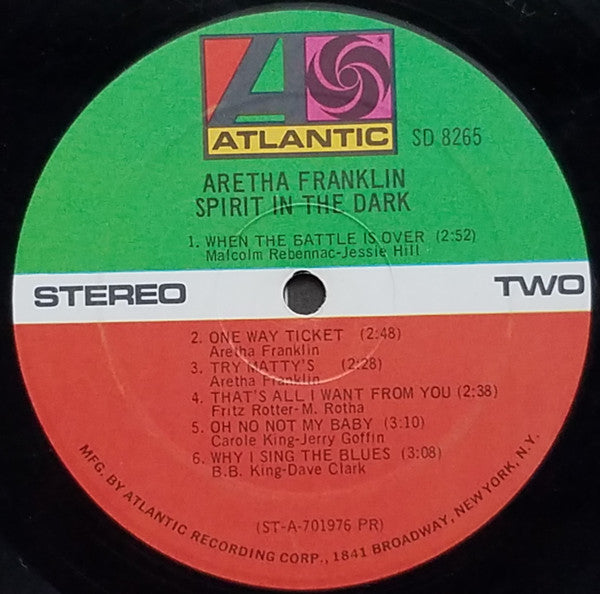 ATLANTIC
SD 8265
ARETHA FRANKLIN
SPIRIT IN THE DARK
1. WHEN THE BATTLE IS OVER (2:52)
Malcolm Rebennac-Jessie Hill
STEREO
TWO
2. ONE WAY TICKET (2:48)
Aretha Franklin
3. TRY MATTY'S (2:28)
Aretha Franklin
4. THAT'S ALL I WANT FROM YOU (2:38)
Fritz Rotter-M. Rotha
5. OH NO NOT MY BABY (3:10)
Carole King-Jerry Goffin
6. WHY I SING THE BLUES (3:08)
B.B. King-Dave Clark
(ST-A-701976 PR)
MFG. BY ATLANTIC RECORDING CORP., 1841 BROADWAY, NEW YORK, N.Y.